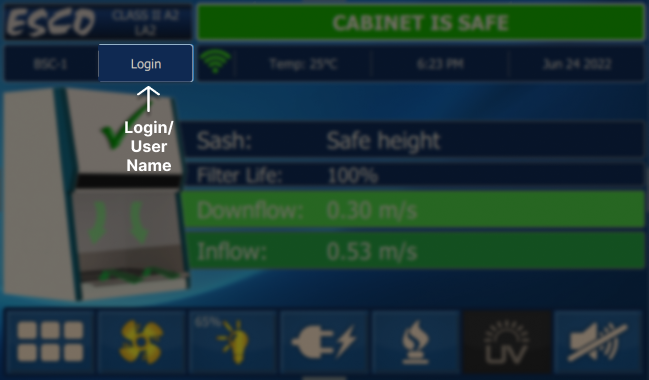 ESCO
CLASS II A2
LA2
CABINET IS SAFE
BSC-1
Login
Temp: 25°C
6:23 PM
Jun 24 2022
Login/
User
Name
Sash: Safe height
Filter Life: 100%
Downflow: 0.30 m/s
Inflow: 0.53 m/s
65%
UV